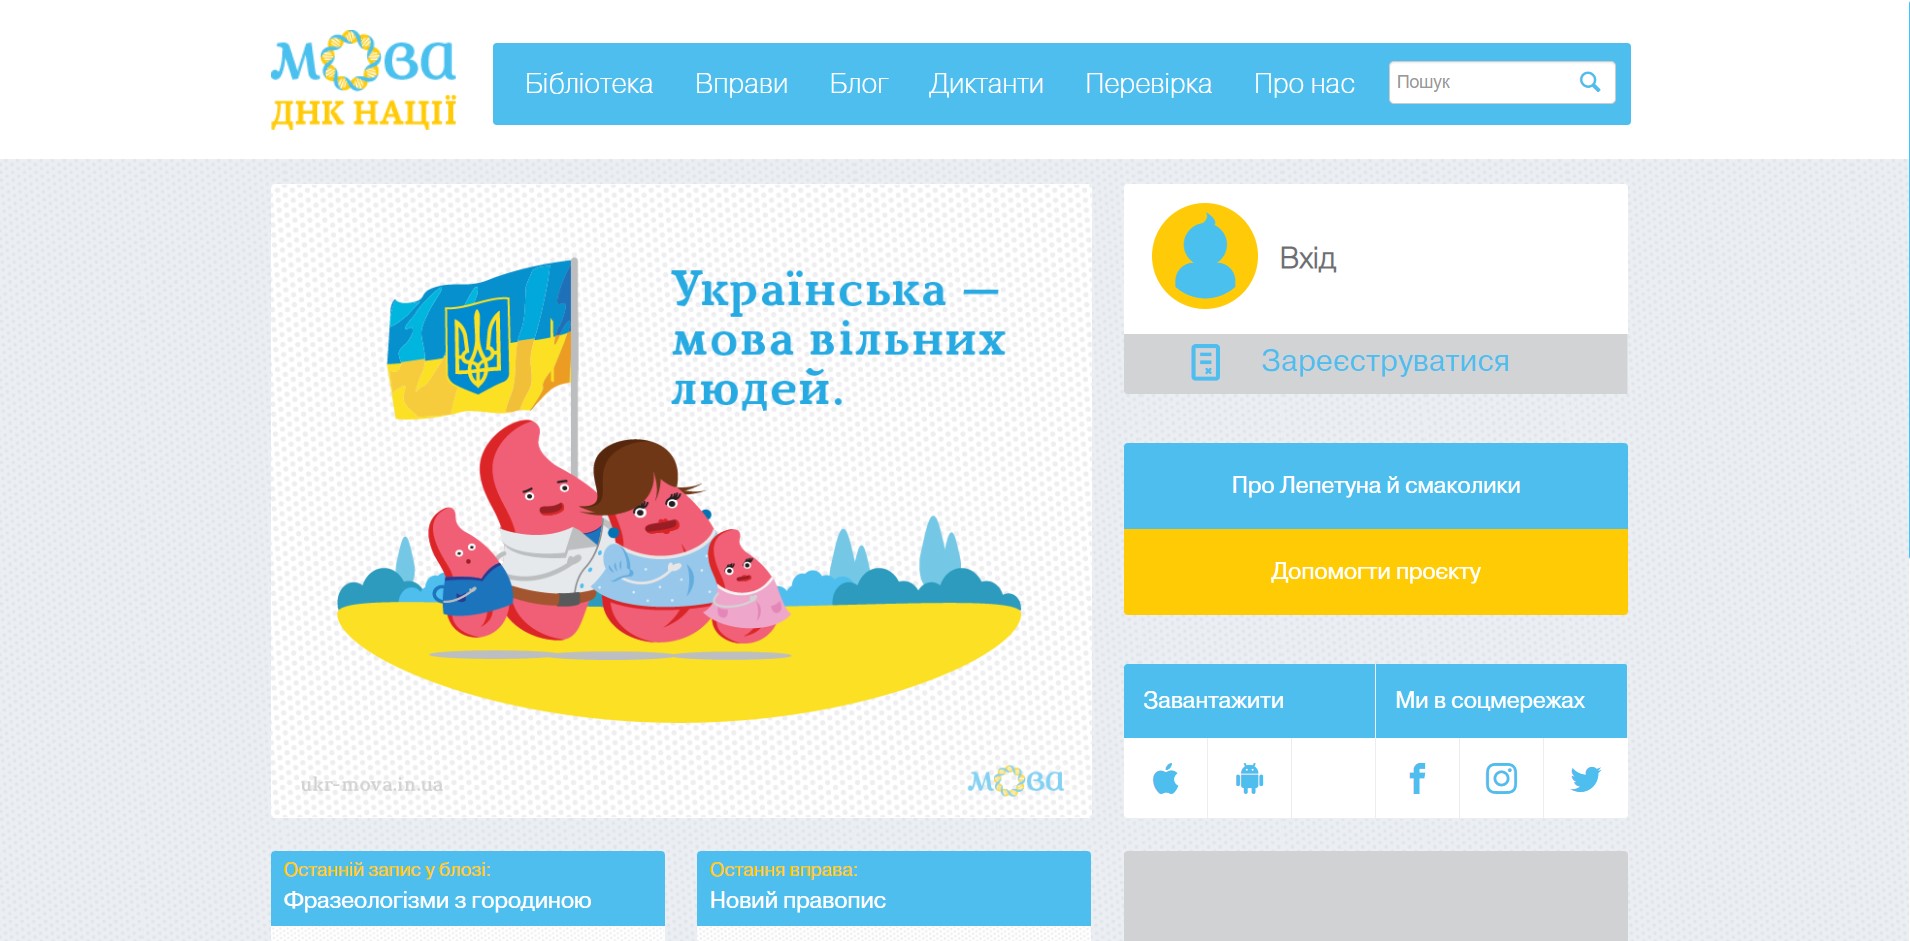 мова
ДНК НАЦІЇ
Бібліотека
Вправи
Блог
Диктанти
Перевірка
Про нас
Пошук
Українська —
мова вільних
людей.
ukr-mova.in.ua
мова
Вхід
Зареєструватися
Про Лепетуна й смаколики
Допомогти проєкту
Завантажити
Ми в соцмережах
Останній запис у блозі:
Фразеологізми з городиною
Остання вправа:
Новий правопис